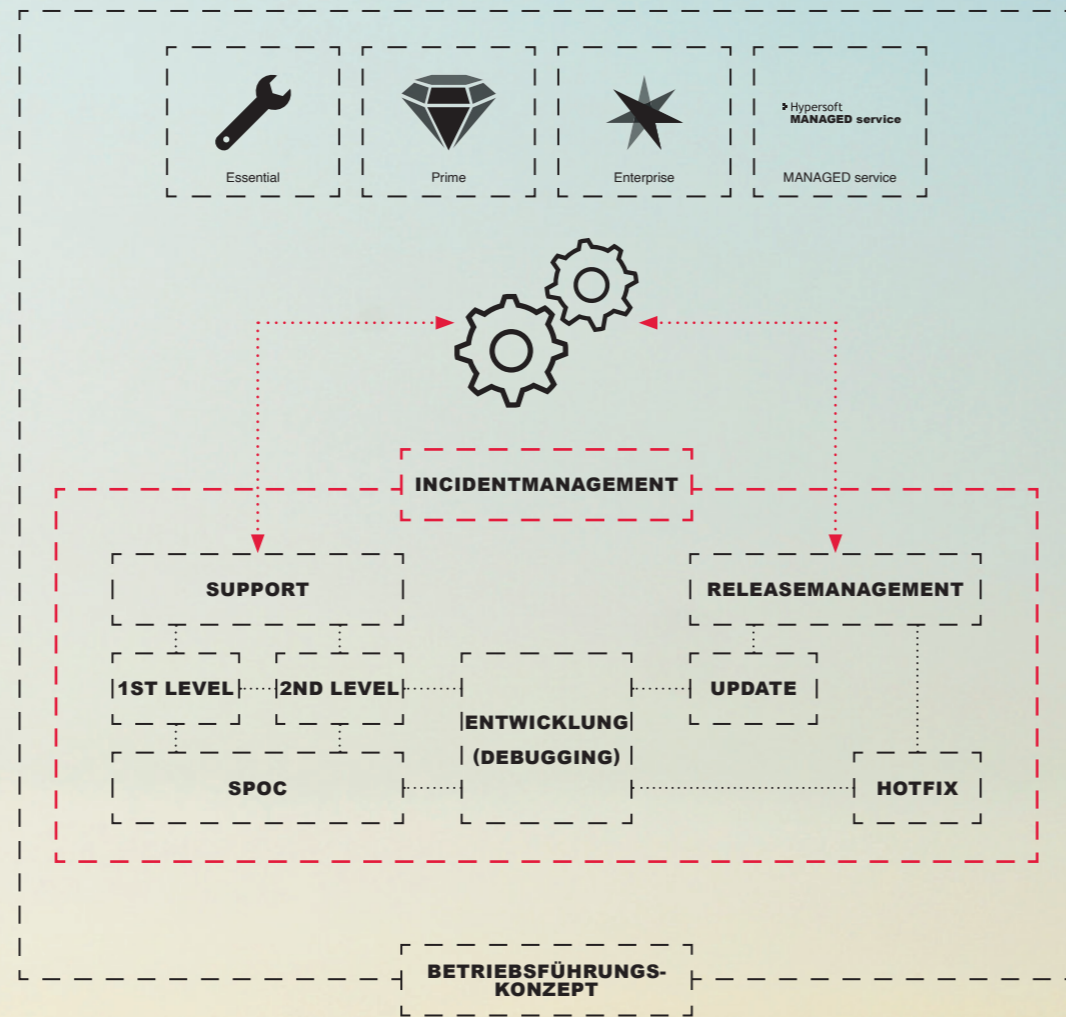 Hypersoft
MANAGED service
Essential
Prime
Enterprise
MANAGED service
INCIDENTMANAGEMENT
SUPPORT
RELEASEMANAGEMENT
1ST LEVEL
2ND LEVEL
ENTWICKLUNG
(DEBUGGING)
UPDATE
SPOC
HOTFIX
BETRIEBSFÜHRUNGS-
KONZEPT